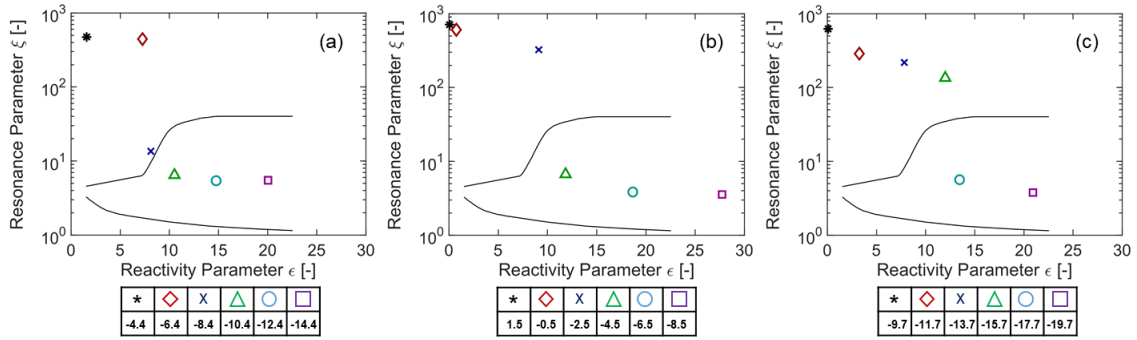 Resonance Parameter ξ [-]
10³
10²
10¹
10⁰
0 5 10 15 20 25 30
Reactivity Parameter ϵ [-]
(a)
* ◇ x △ ○ □
-4.4 -6.4 -8.4 -10.4 -12.4 -14.4
Resonance Parameter ξ [-]
10³
10²
10¹
10⁰
0 5 10 15 20 25 30
Reactivity Parameter ϵ [-]
(b)
* ◇ x △ ○ □
1.5 -0.5 -2.5 -4.5 -6.5 -8.5
Resonance Parameter ξ [-]
10³
10²
10¹
10⁰
0 5 10 15 20 25 30
Reactivity Parameter ϵ [-]
(c)
* ◇ x △ ○ □
-9.7 -11.7 -13.7 -15.7 -17.7 -19.7